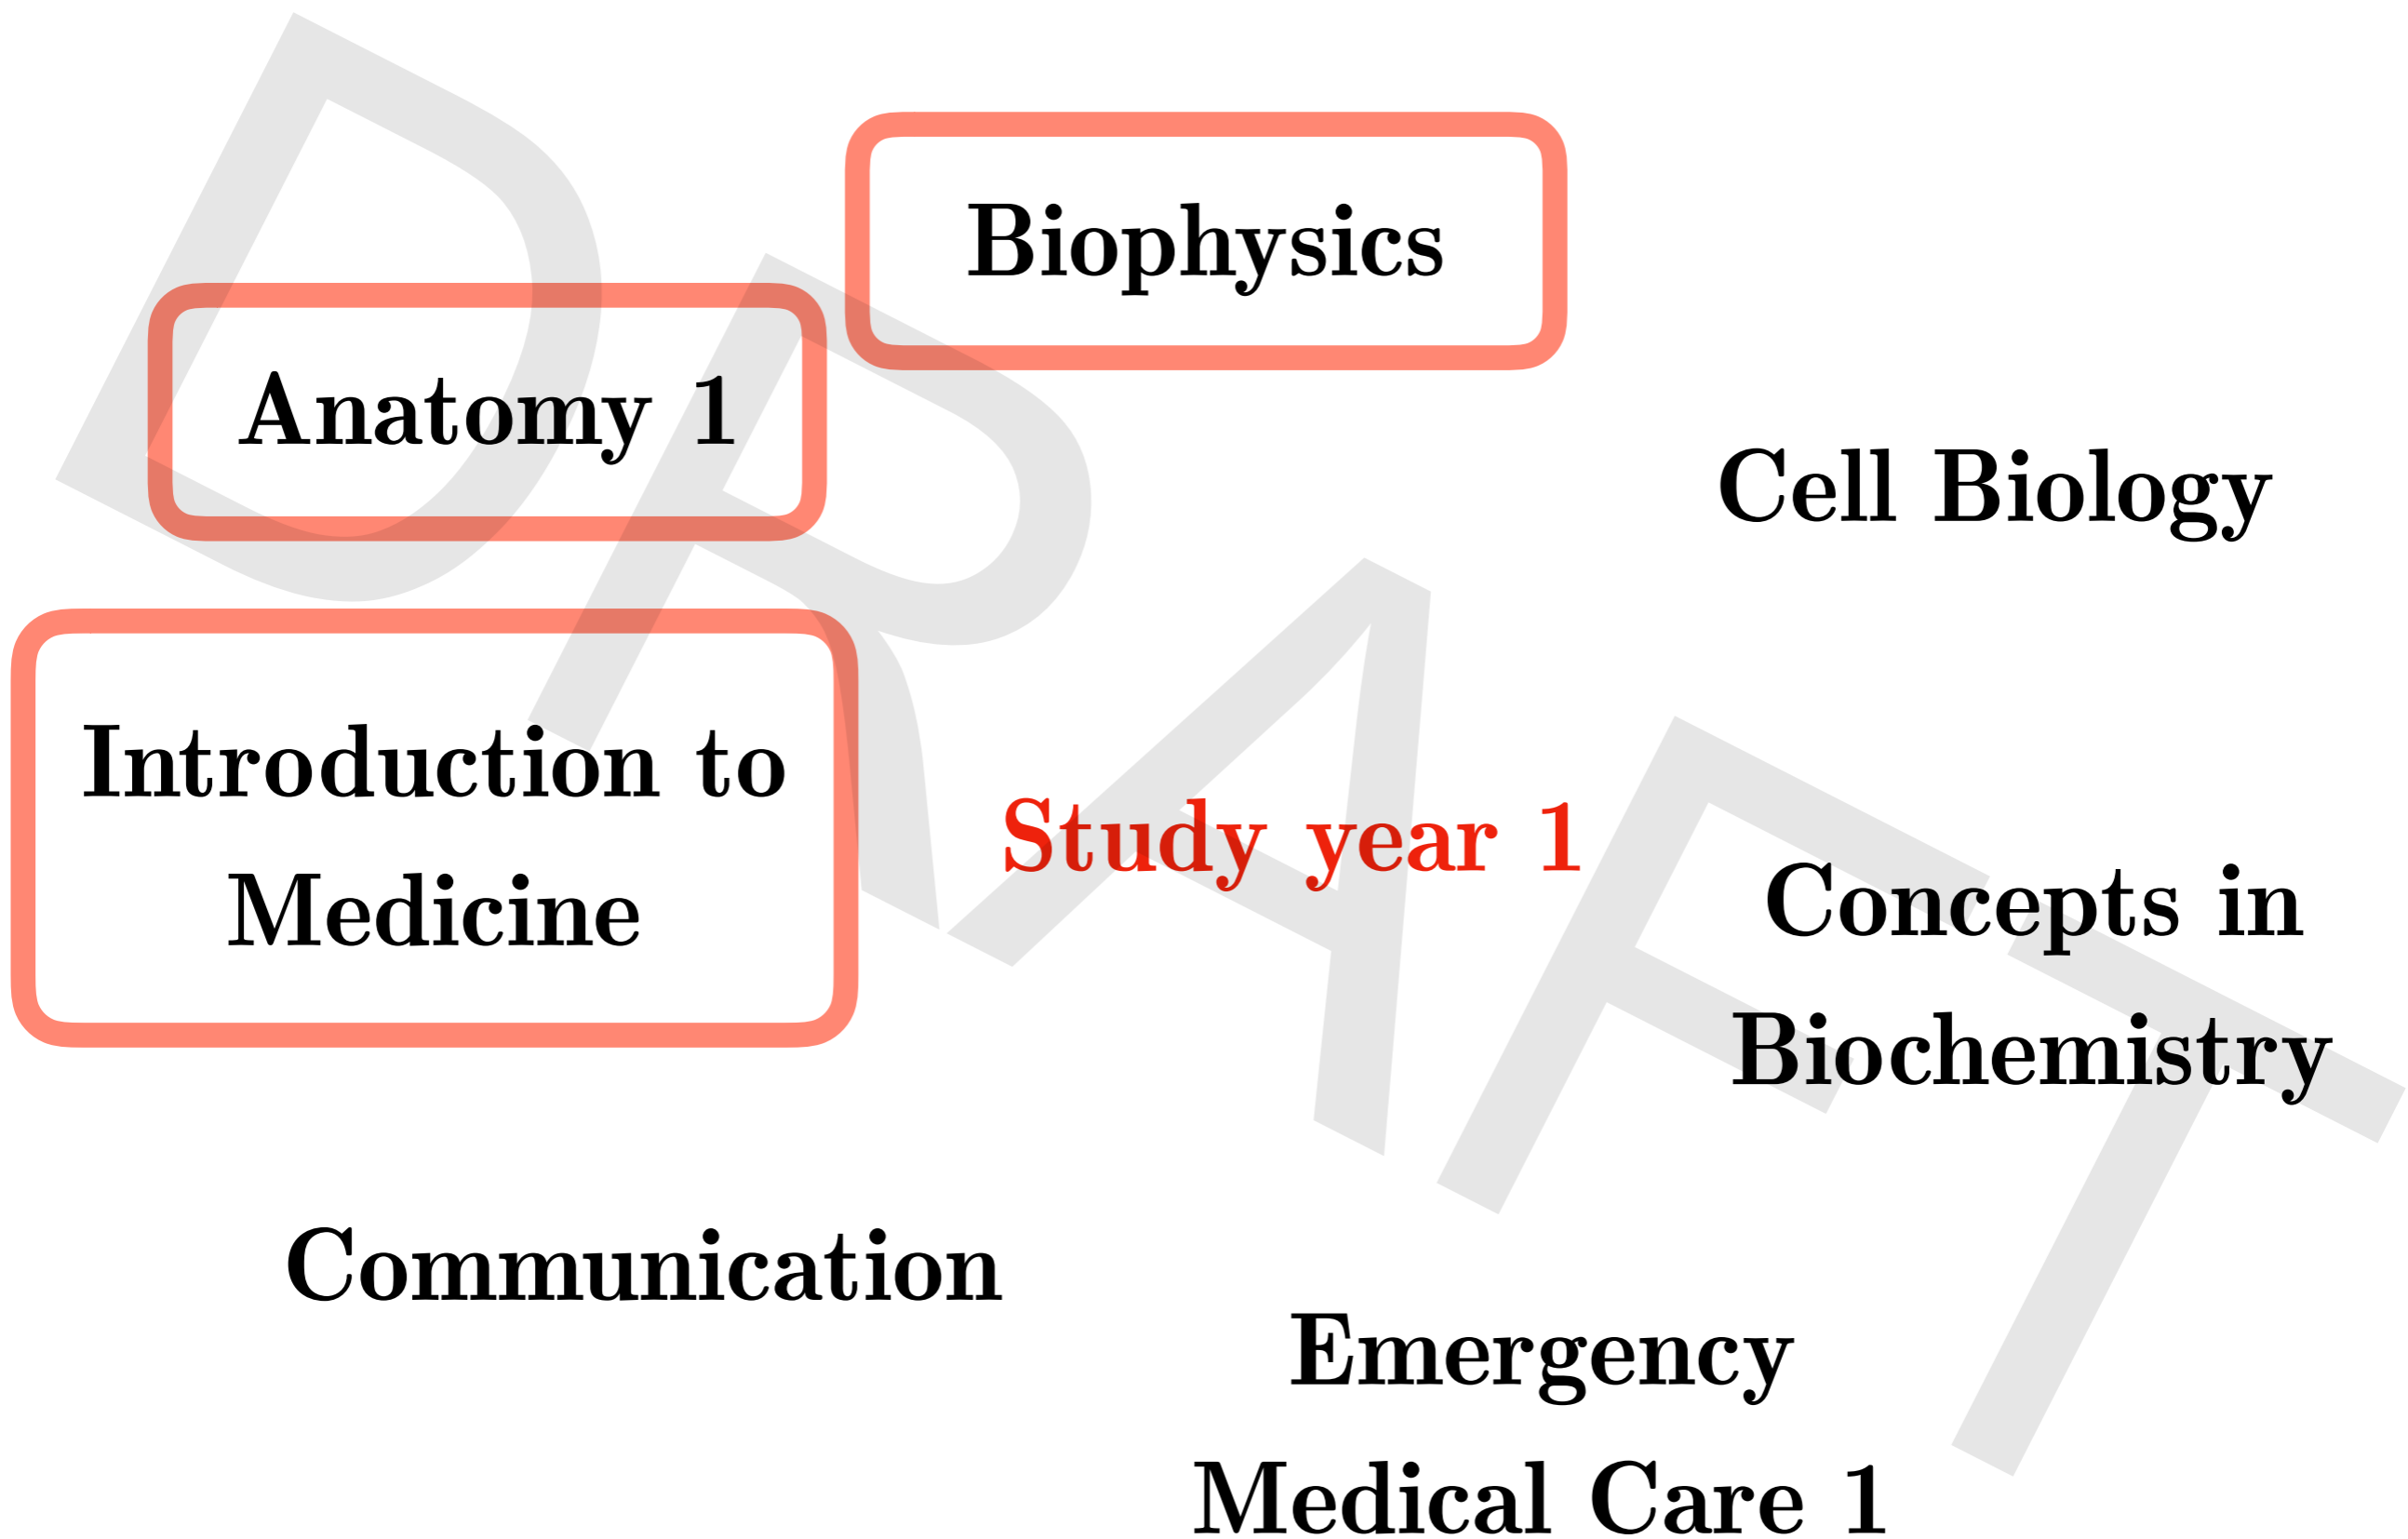 Biophysics
Anatomy 1
Cell Biology
Introduction to
Medicine
Study year 1
Concepts in
Biochemistry
Communication
Emergency
Medical Care 1
DRAFT